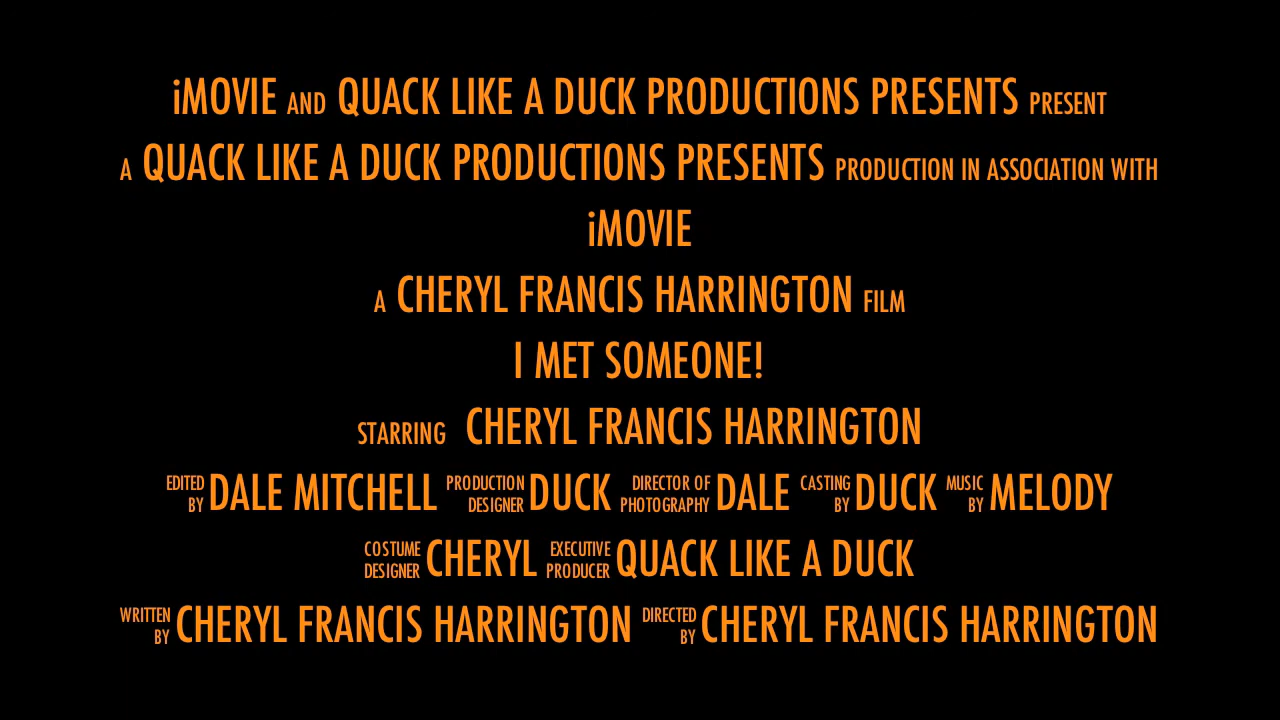 iMOVIE AND QUACK LIKE A DUCK PRODUCTIONS PRESENTS PRESENT
A QUACK LIKE A DUCK PRODUCTIONS PRESENTS PRODUCTION IN ASSOCIATION WITH
iMOVIE
A CHERYL FRANCIS HARRINGTON FILM
I MET SOMEONE!
STARRING CHERYL FRANCIS HARRINGTON
EDITED BY DALE MITCHELL PRODUCTION DESIGNER DUCK DIRECTOR OF PHOTOGRAPHY DALE CASTING BY DUCK MUSIC BY MELODY
COSTUME DESIGNER CHERYL EXECUTIVE PRODUCER QUACK LIKE A DUCK
WRITTEN BY CHERYL FRANCIS HARRINGTON DIRECTED BY CHERYL FRANCIS HARRINGTON